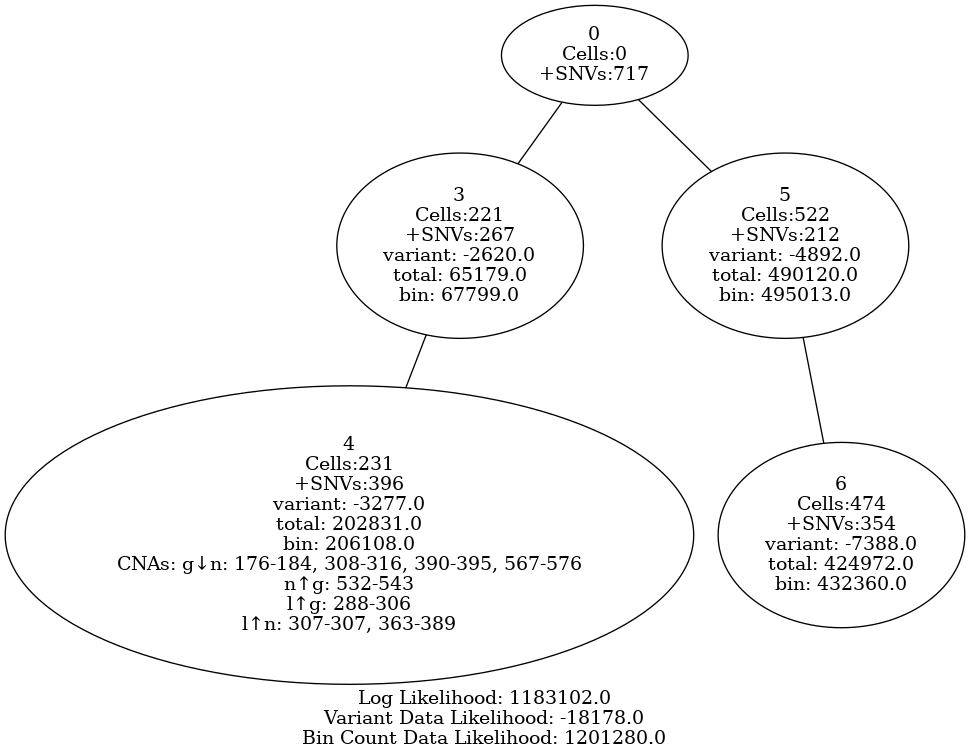 0
Cells:0
+SNVs:717
3
Cells:221
+SNVs:267
variant: -2620.0
total: 65179.0
bin: 67799.0
5
Cells:522
+SNVs:212
variant: -4892.0
total: 490120.0
bin: 495013.0
4
Cells:231
+SNVs:396
variant: -3277.0
total: 202831.0
bin: 206108.0
CNAs: g↓n: 176-184, 308-316, 390-395, 567-576
n↑g: 532-543
l↑g: 288-306
l↑n: 307-307, 363-389
6
Cells:474
+SNVs:354
variant: -7388.0
total: 424972.0
bin: 432360.0
Log Likelihood: 1183102.0
Variant Data Likelihood: -18178.0
Bin Count Data Likelihood: 1201280.0